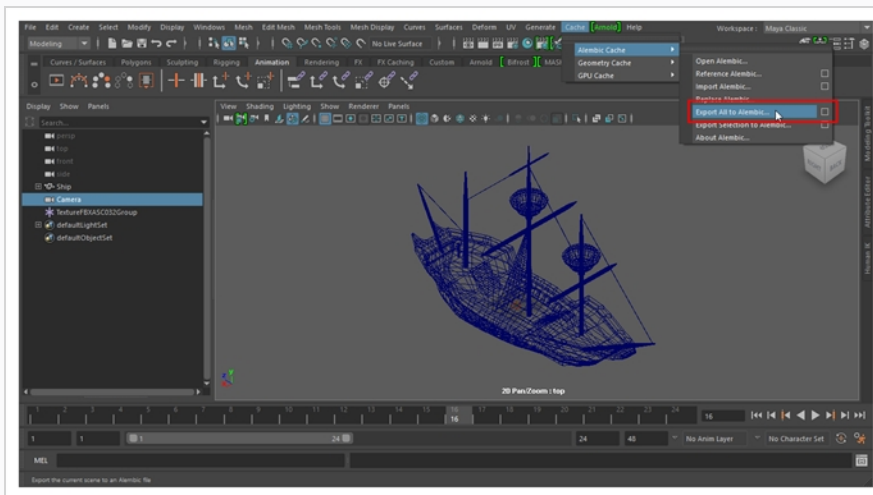 File Edit Create Select Modify Display Windows Mesh Edit Mesh Mesh Tools Mesh Display Curves Surfaces Deform UV Generate Cache [Arnold] Help Workspace : Maya Classic
Modeling No Live Surface
Curves / Surfaces Polygons Sculpting Rigging Animation Rendering FX FX Caching Custom Arnold [ Bifrost ][ MASH
Alembic Cache
Geometry Cache
GPU Cache
Open Alembic...
Reference Alembic...
Import Alembic...
Replace Alembic...
Export All to Alembic...
Export Selection to Alembic...
About Alembic...
Display Show Panels
Search...
persp
top
front
side
Ship
Camera
TextureFBXASC032Group
defaultLightSet
defaultObjectSet
View Shading Lighting Show Renderer Panels
RIGHT BACK
Modeling Toolkit
Attribute Editor
Human IK
2D Pan/Zoom : top
1 2 3 4 5 6 7 8 9 10 11 12 13 14 15 16 17 18 19 20 21 22 23 24
16 16
1 1 1 24 24 48 No Anim Layer No Character Set
MEL
Export the current scene to an Alembic file